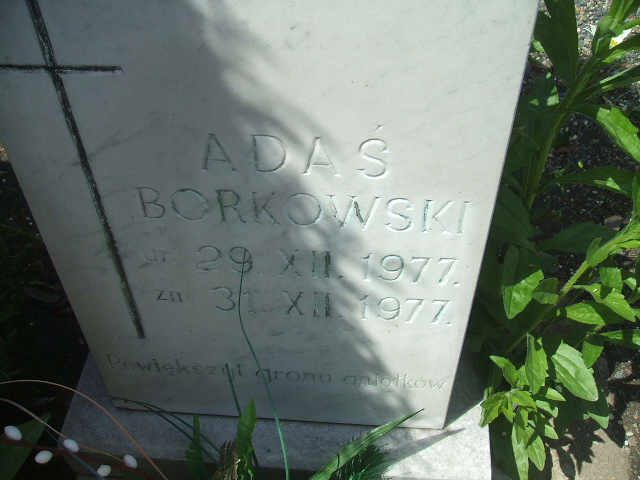 ADAŚ
BORKOWSKI
ur. 29. XII. 1977.
zm. 31. XII. 1977.
Powiększył grono aniołków